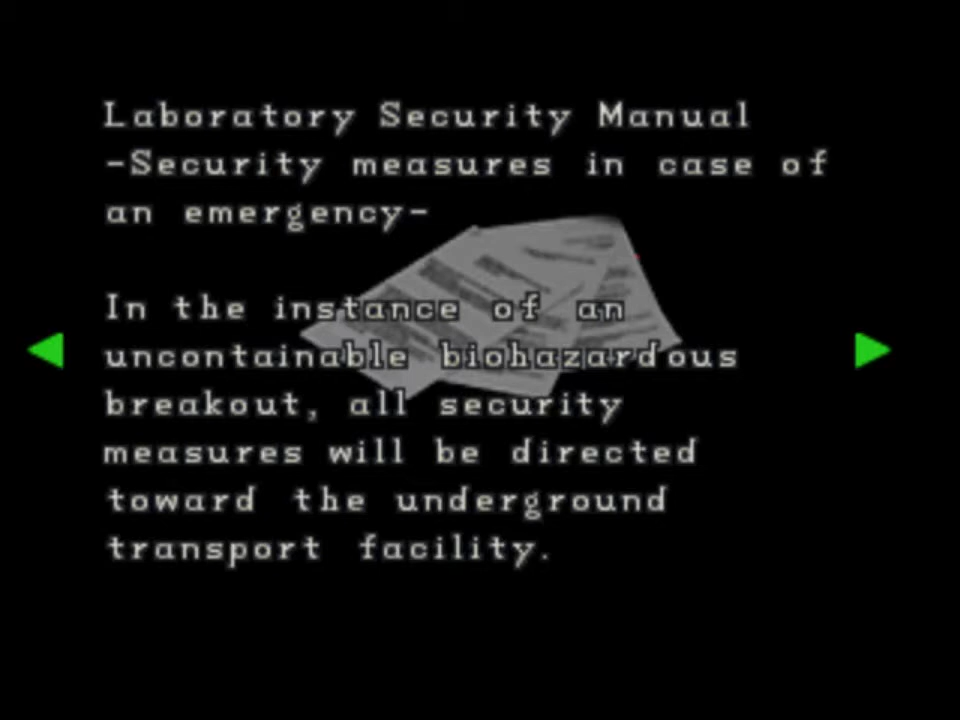 Laboratory Security Manual
-Security measures in case of
an emergency-
In the instance of an
uncontainable biohazardous
breakout, all security
measures will be directed
toward the underground
transport facility.